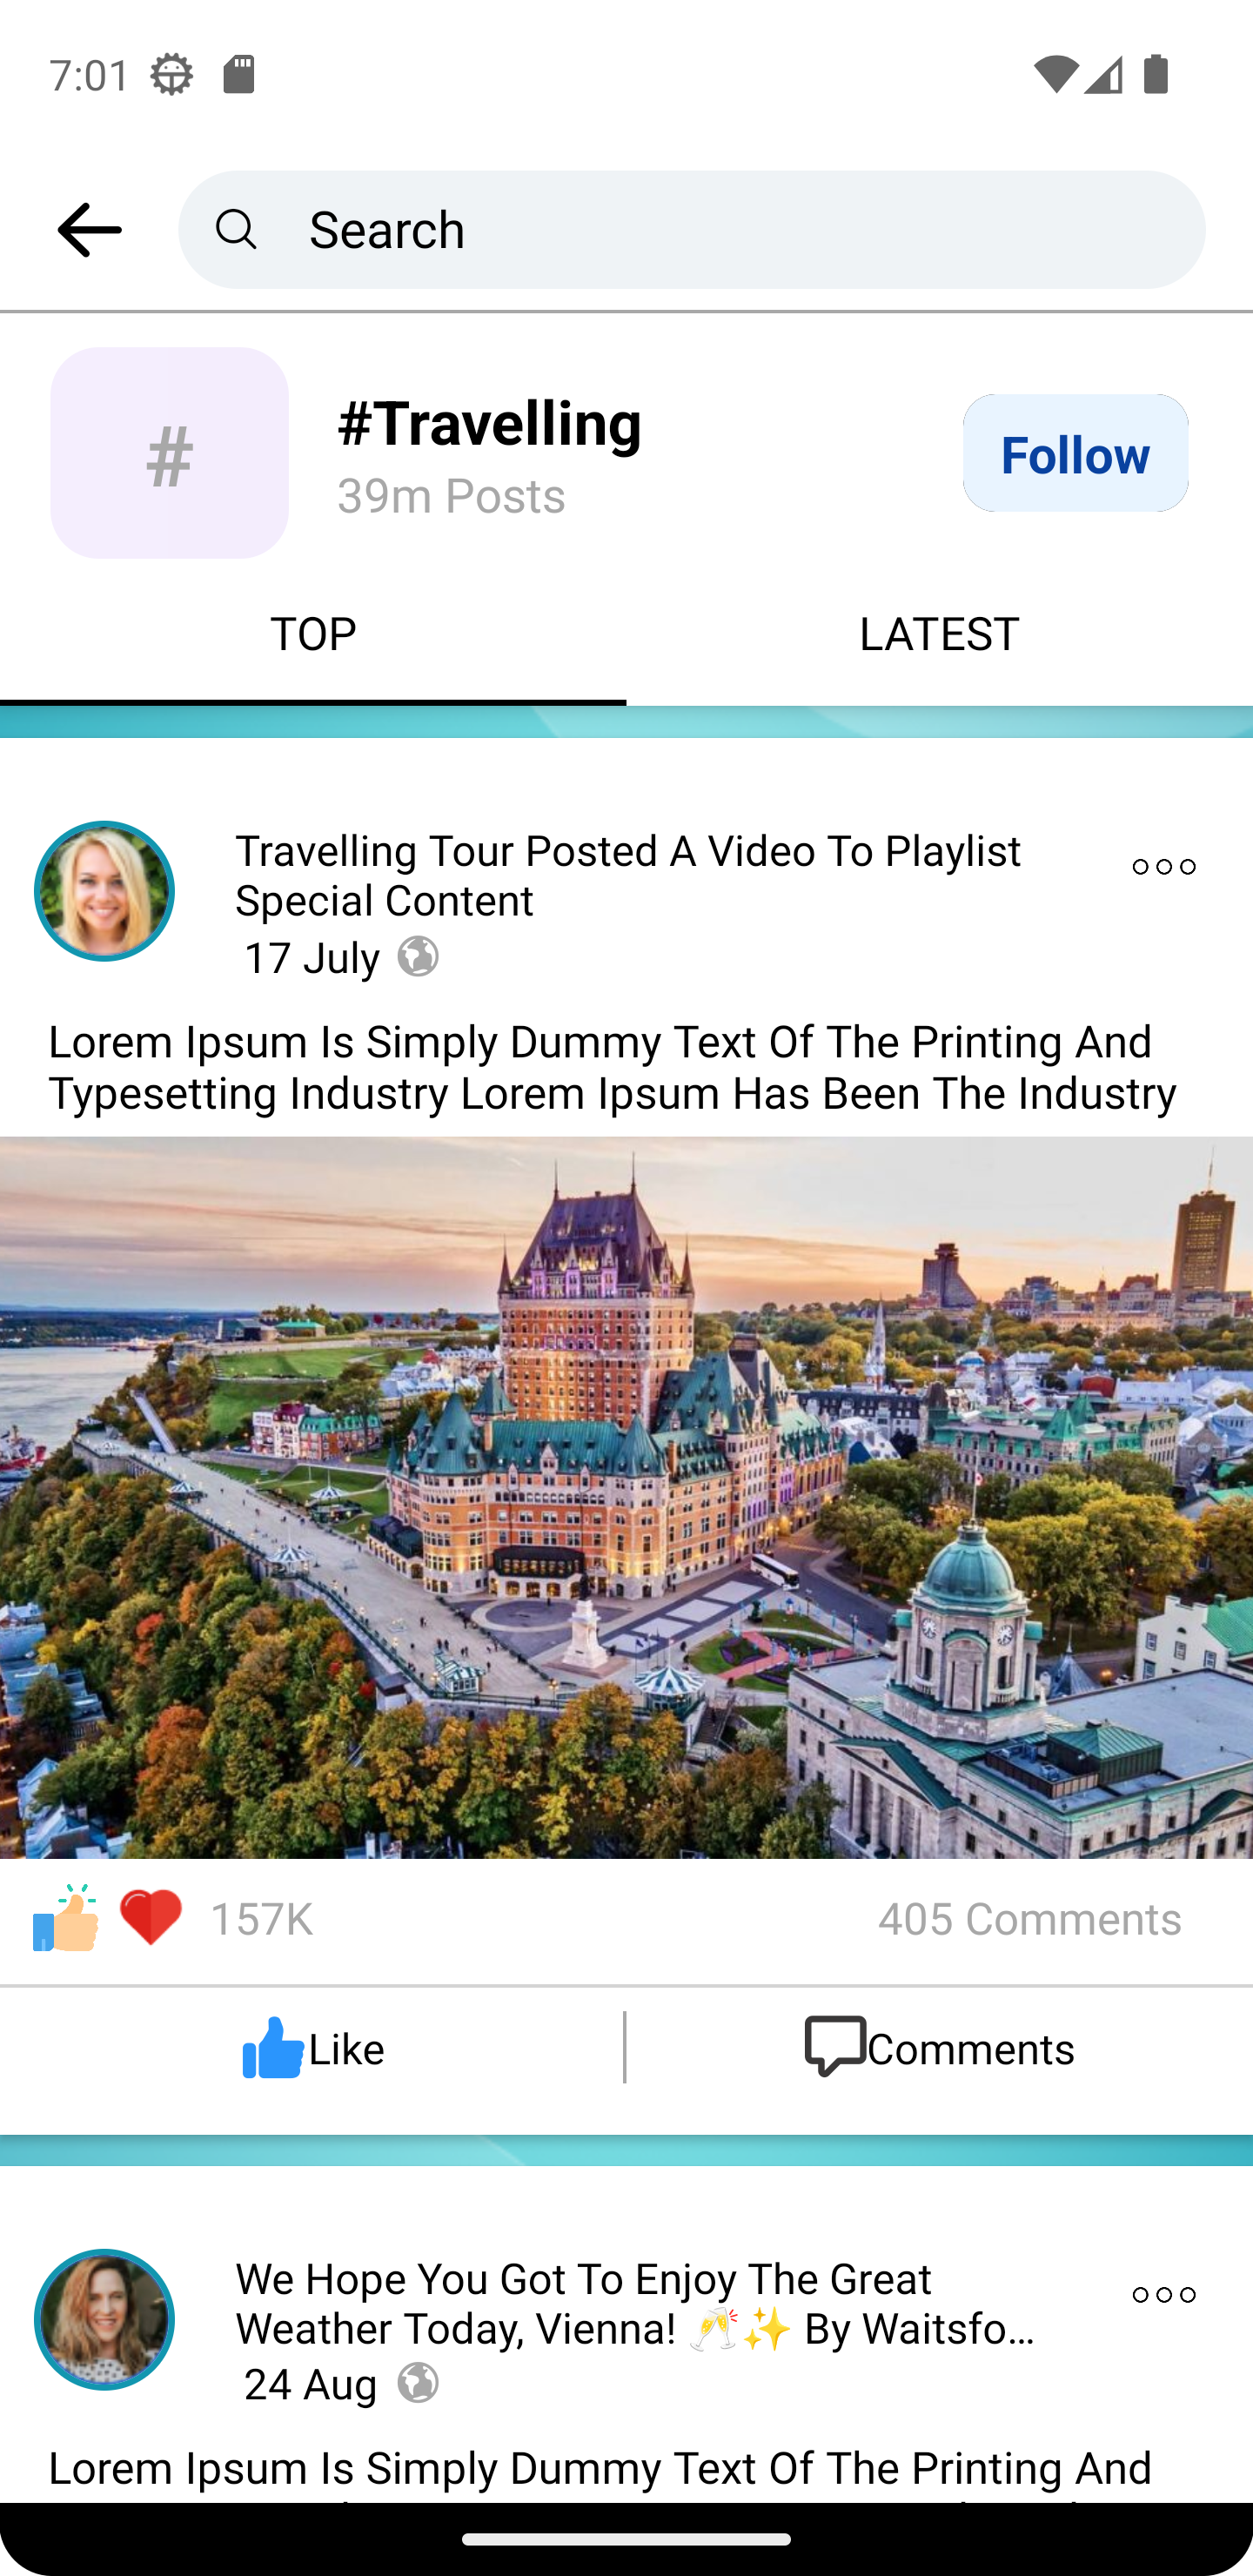 7:01
Search
#
#Travelling
39m Posts
Follow
TOP
LATEST
Travelling Tour Posted A Video To Playlist
Special Content
17 July
Lorem Ipsum Is Simply Dummy Text Of The Printing And
Typesetting Industry Lorem Ipsum Has Been The Industry
157K
405 Comments
Like
Comments
We Hope You Got To Enjoy The Great
Weather Today, Vienna! 🥂✨ By Waitsfo...
24 Aug
Lorem Ipsum Is Simply Dummy Text Of The Printing And